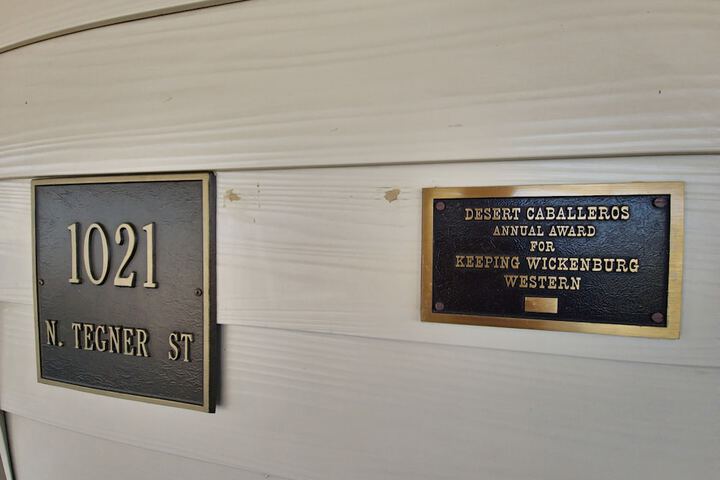 1021
N. TEGNER ST
DESERT CABALLEROS
ANNUAL AWARD
FOR
KEEPING WICKENBURG
WESTERN